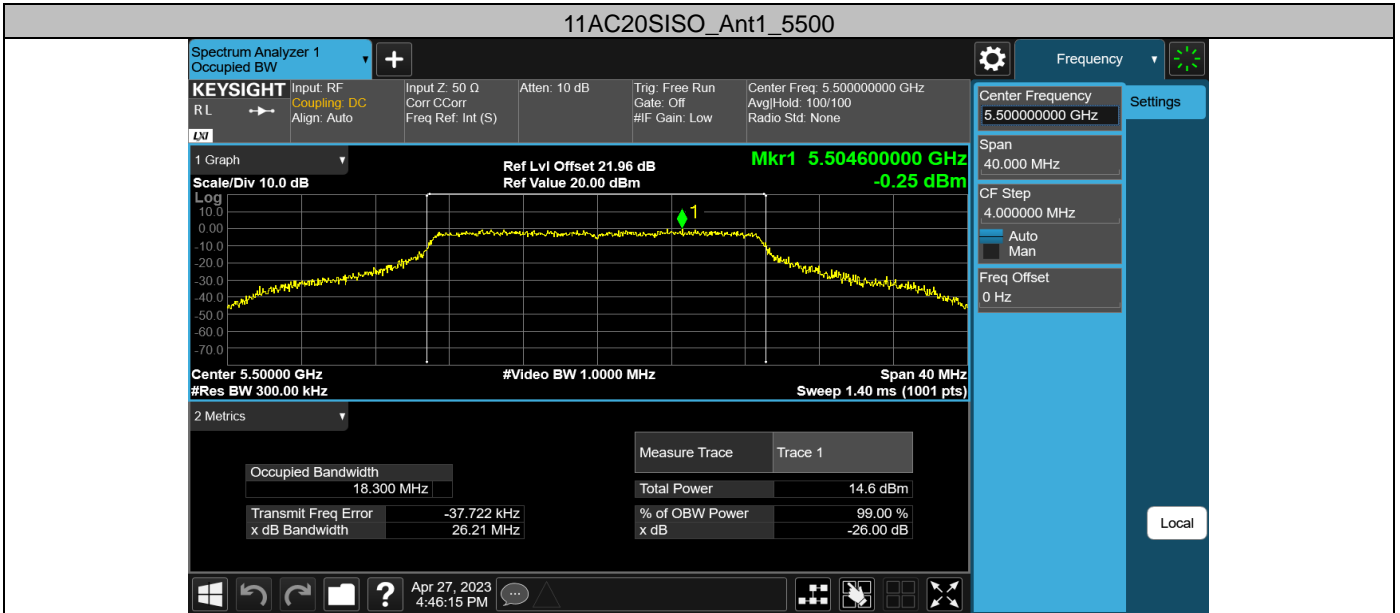 11AC20SISO_Ant1_5500
Spectrum Analyzer 1
Occupied BW
+
Frequency
KEYSIGHT
RL
LXI
Input: RF
Coupling: DC
Align: Auto
Input Z: 50 Ω
Corr CCorr
Freq Ref: Int (S)
Atten: 10 dB
Trig: Free Run
Gate: Off
#IF Gain: Low
Center Freq: 5.500000000 GHz
Avg|Hold: 100/100
Radio Std: None
Center Frequency
5.500000000 GHz
Settings
Span
40.000 MHz
CF Step
4.000000 MHz
Auto
Man
Freq Offset
0 Hz
Local
1 Graph
Scale/Div 10.0 dB
Ref Lvl Offset 21.96 dB
Ref Value 20.00 dBm
Mkr1 5.504600000 GHz
-0.25 dBm
Log
10.0
0.00
-10.0
-20.0
-30.0
-40.0
-50.0
-60.0
-70.0
1
Center 5.50000 GHz
#Video BW 1.0000 MHz
Span 40 MHz
#Res BW 300.00 kHz
Sweep 1.40 ms (1001 pts)
2 Metrics
Measure Trace Trace 1
Occupied Bandwidth
18.300 MHz
Total Power 14.6 dBm
Transmit Freq Error -37.722 kHz
% of OBW Power 99.00 %
x dB Bandwidth 26.21 MHz
x dB -26.00 dB
?
Apr 27, 2023
4:46:15 PM